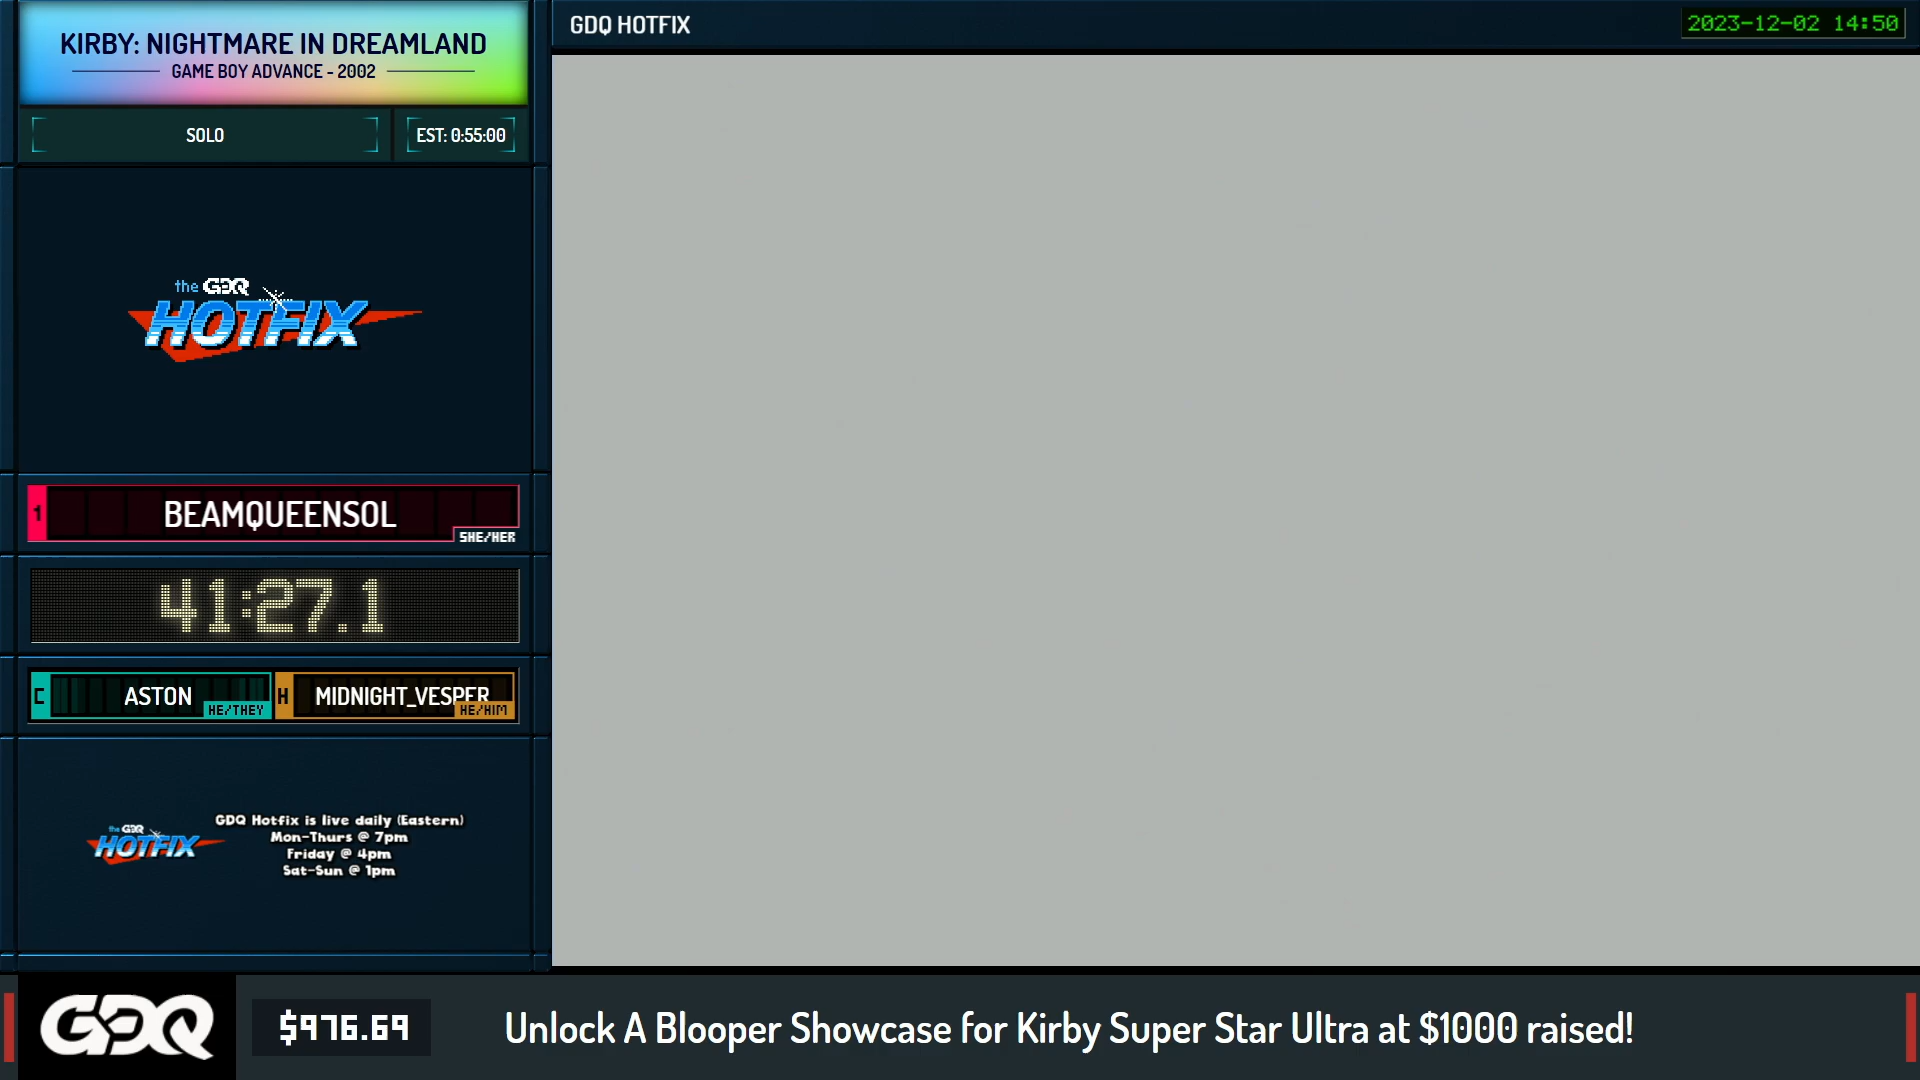 KIRBY: NIGHTMARE IN DREAMLAND
GAME BOY ADVANCE - 2002
SOLO
EST: 0:55:00
the GDQ
HOTFIX
1
BEAMQUEENSOL
SHE/HER
41:27.1
C
ASTON
HE/THEY
H
MIDNIGHT_VESPER
HE/HIM
the GDQ
HOTFIX
GDQ Hotfix is live daily (Eastern)
Mon-Thurs @ 7pm
Friday @ 4pm
Sat-Sun @ 1pm
GDQ HOTFIX
2023-12-02 14:50
GDQ
$976.69
Unlock A Blooper Showcase for Kirby Super Star Ultra at $1000 raised!